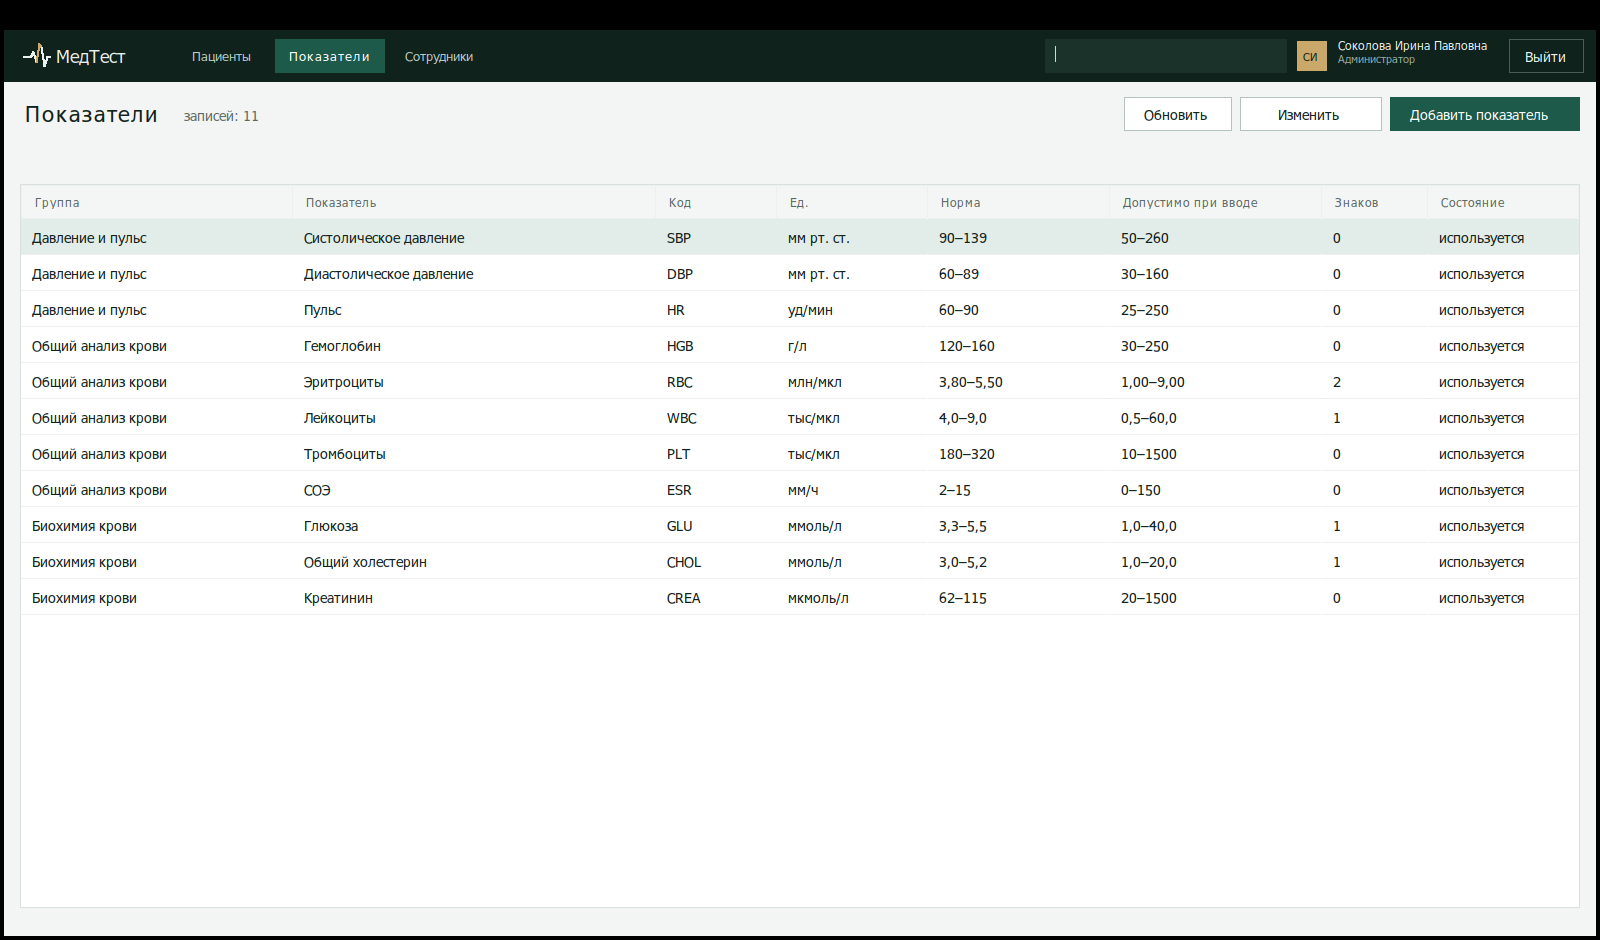 МедТест Пациенты Показатели Сотрудники СИ Соколова Ирина Павловна Выйти
Администратор
Показатели записей: 11 Обновить Изменить Добавить показатель
Группа Показатель Код Ед. Норма Допустимо при вводе Знаков Состояние
Давление и пульс Систолическое давление SBP мм рт. ст. 90–139 50–260 0 используется
Давление и пульс Диастолическое давление DBP мм рт. ст. 60–89 30–160 0 используется
Давление и пульс Пульс HR уд/мин 60–90 25–250 0 используется
Общий анализ крови Гемоглобин HGB г/л 120–160 30–250 0 используется
Общий анализ крови Эритроциты RBC млн/мкл 3,80–5,50 1,00–9,00 2 используется
Общий анализ крови Лейкоциты WBC тыс/мкл 4,0–9,0 0,5–60,0 1 используется
Общий анализ крови Тромбоциты PLT тыс/мкл 180–320 10–1500 0 используется
Общий анализ крови СОЭ ESR мм/ч 2–15 0–150 0 используется
Биохимия крови Глюкоза GLU ммоль/л 3,3–5,5 1,0–40,0 1 используется
Биохимия крови Общий холестерин CHOL ммоль/л 3,0–5,2 1,0–20,0 1 используется
Биохимия крови Креатинин CREA мкмоль/л 62–115 20–1500 0 используется